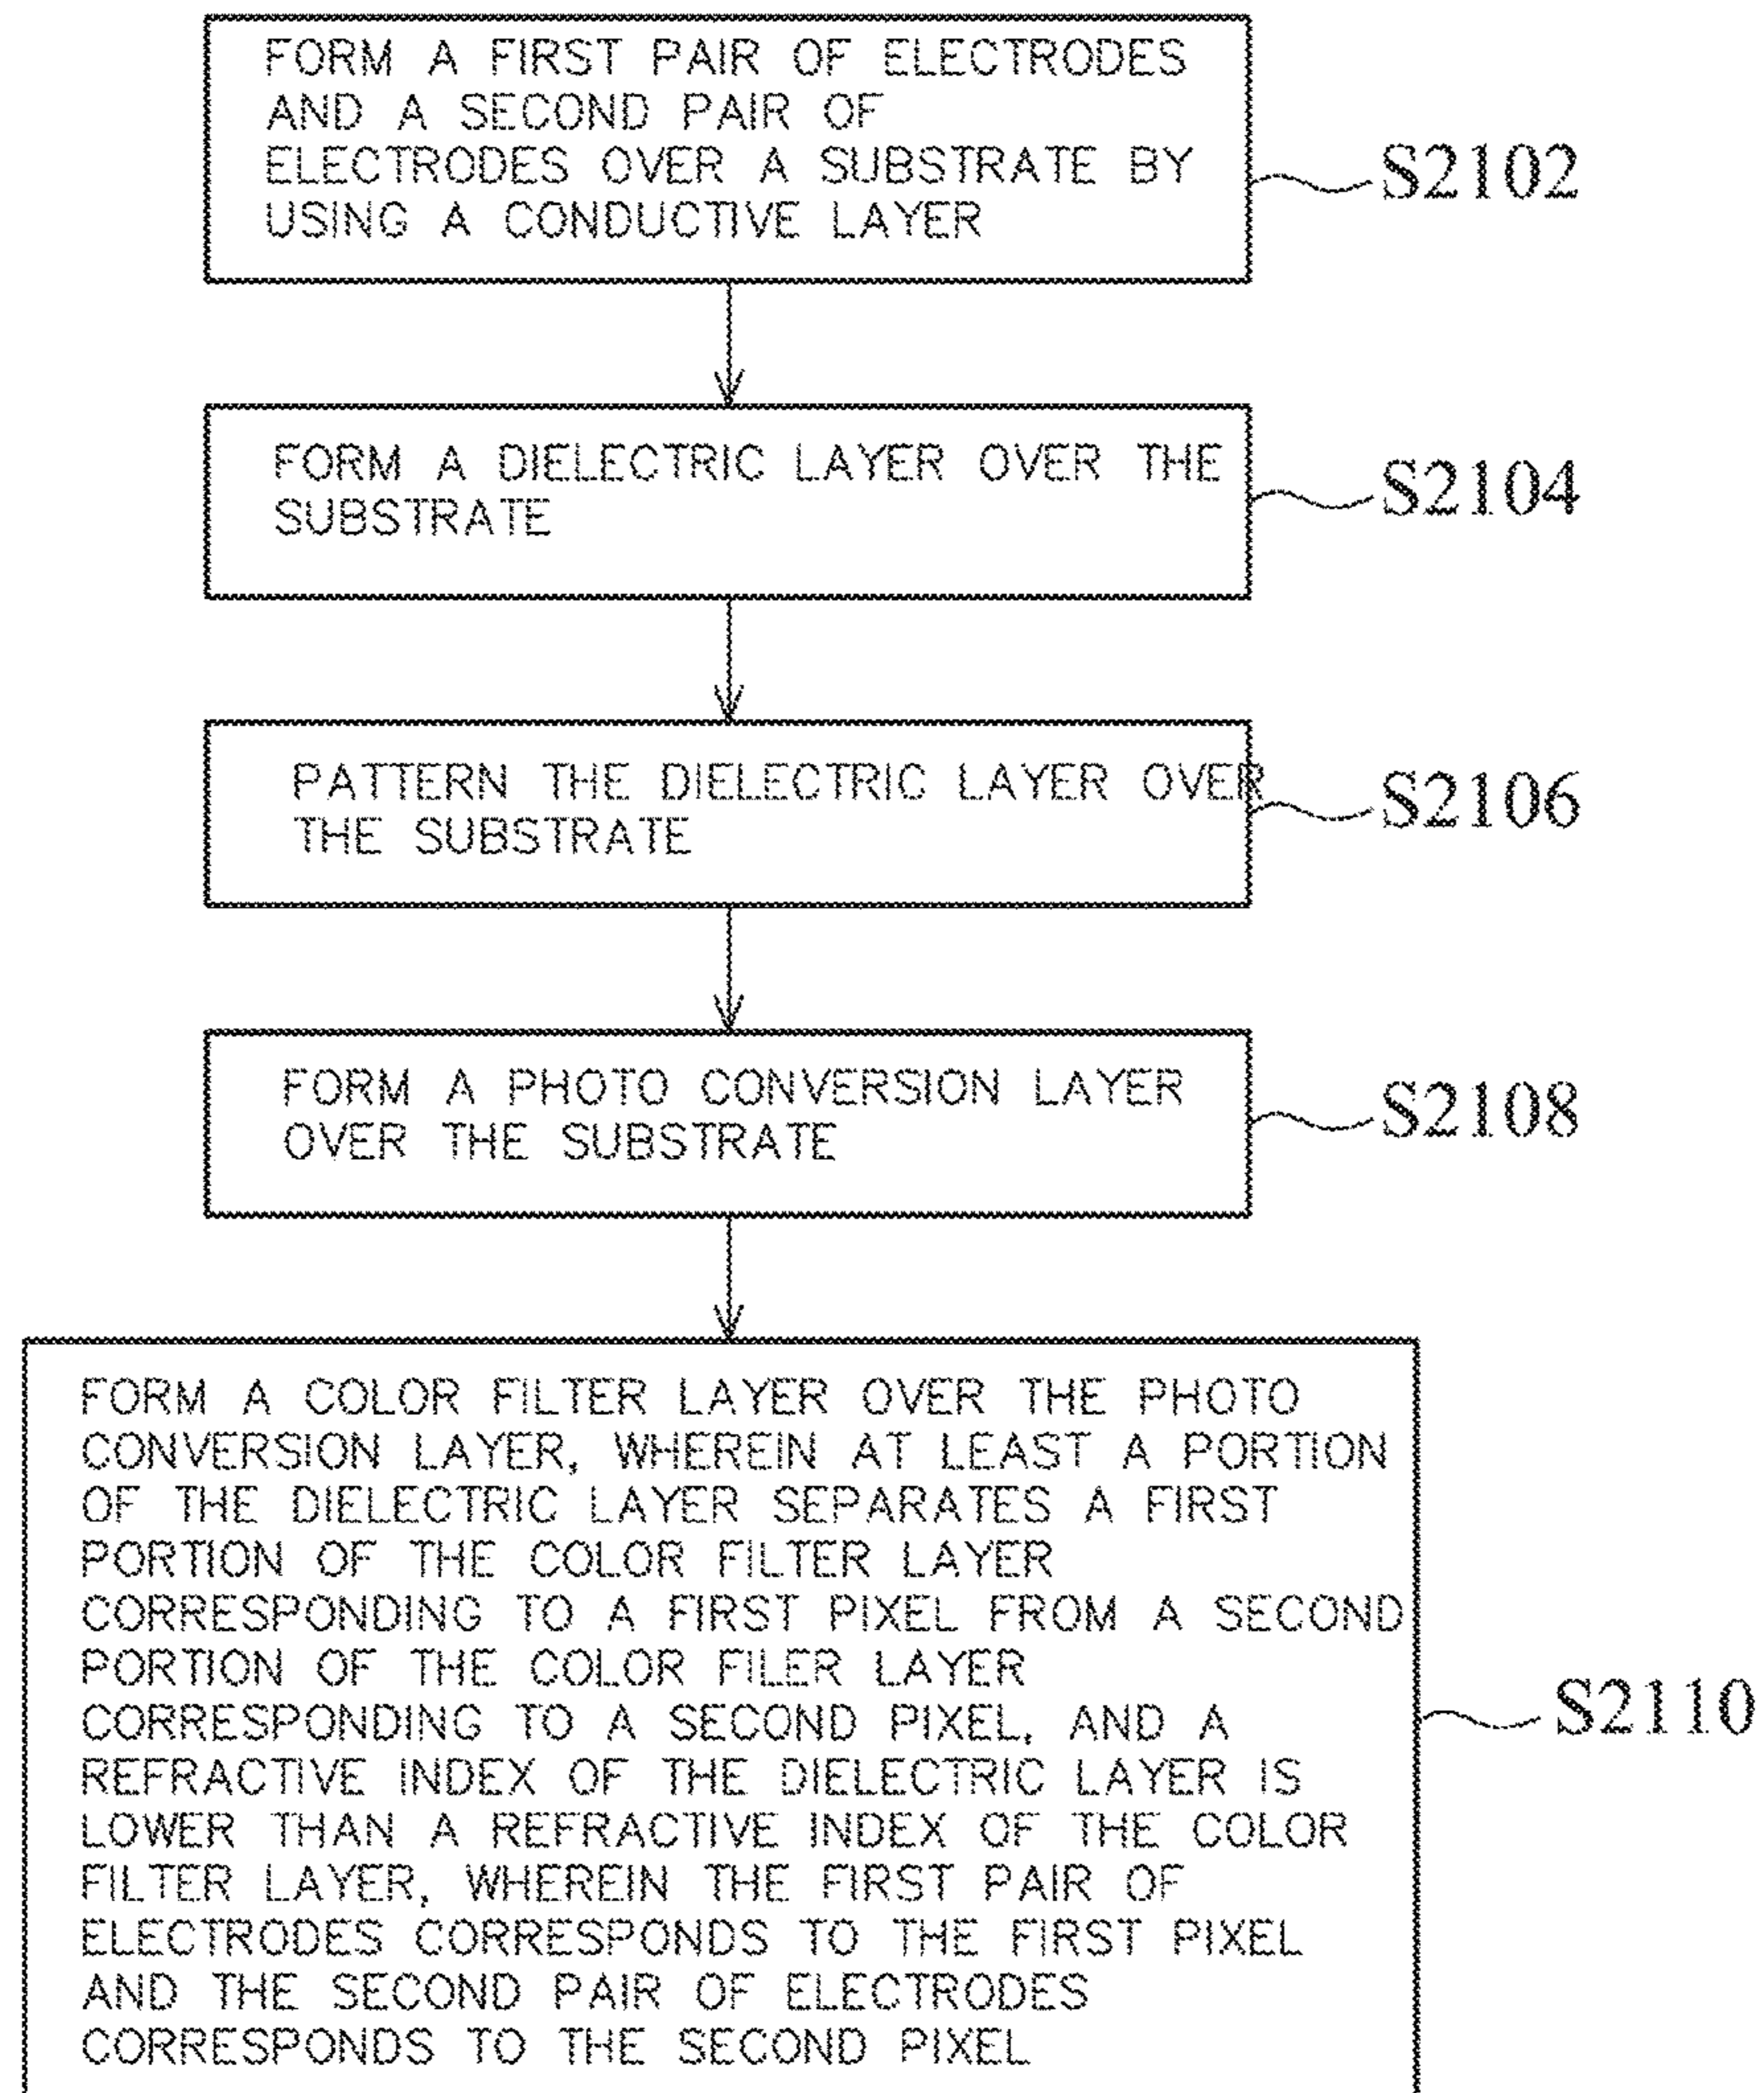 FORM A FIRST PAIR OF ELECTRODES
AND A SECOND PAIR OF
ELECTRODES OVER A SUBSTRATE BY
USING A CONDUCTIVE LAYER
S2102
FORM A DIELECTRIC LAYER OVER THE
SUBSTRATE
S2104
PATTERN THE DIELECTRIC LAYER OVER
THE SUBSTRATE
S2106
FORM A PHOTO CONVERSION LAYER
OVER THE SUBSTRATE
S2108
FORM A COLOR FILTER LAYER OVER THE PHOTO
CONVERSION LAYER, WHEREIN AT LEAST A PORTION
OF THE DIELECTRIC LAYER SEPARATES A FIRST
PORTION OF THE COLOR FILTER LAYER
CORRESPONDING TO A FIRST PIXEL FROM A SECOND
PORTION OF THE COLOR FILER LAYER
CORRESPONDING TO A SECOND PIXEL, AND A
REFRACTIVE INDEX OF THE DIELECTRIC LAYER IS
LOWER THAN A REFRACTIVE INDEX OF THE COLOR
FILTER LAYER, WHEREIN THE FIRST PAIR OF
ELECTRODES CORRESPONDS TO THE FIRST PIXEL
AND THE SECOND PAIR OF ELECTRODES
CORRESPONDS TO THE SECOND PIXEL
S2110